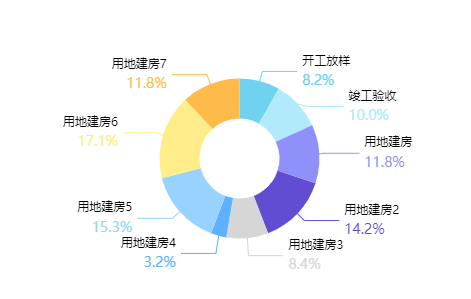 开工放样
8.2%
竣工验收
10.0%
用地建房
11.8%
用地建房2
14.2%
用地建房3
8.4%
用地建房4
3.2%
用地建房5
15.3%
用地建房6
17.1%
用地建房7
11.8%